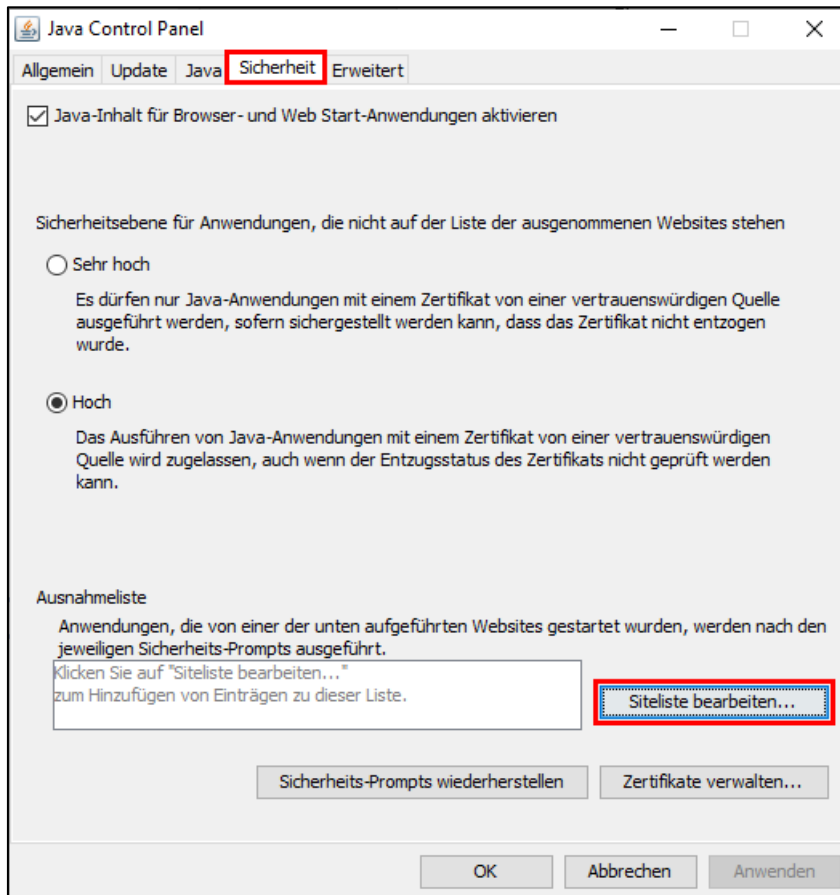 Java Control Panel
Allgemein Update Java Sicherheit Erweitert
Java-Inhalt für Browser- und Web Start-Anwendungen aktivieren
Sicherheitsebene für Anwendungen, die nicht auf der Liste der ausgenommenen Websites stehen
Sehr hoch
Es dürfen nur Java-Anwendungen mit einem Zertifikat von einer vertrauenswürdigen Quelle
ausgeführt werden, sofern sichergestellt werden kann, dass das Zertifikat nicht entzogen
wurde.
Hoch
Das Ausführen von Java-Anwendungen mit einem Zertifikat von einer vertrauenswürdigen
Quelle wird zugelassen, auch wenn der Entzugsstatus des Zertifikats nicht geprüft werden
kann.
Ausnahmeliste
Anwendungen, die von einer der unten aufgeführten Websites gestartet wurden, werden nach den
jeweiligen Sicherheits-Prompts ausgeführt.
Klicken Sie auf "Siteliste bearbeiten..."
zum Hinzufügen von Einträgen zu dieser Liste.
Siteliste bearbeiten...
Sicherheits-Prompts wiederherstellen Zertifikate verwalten...
OK Abbrechen Anwenden